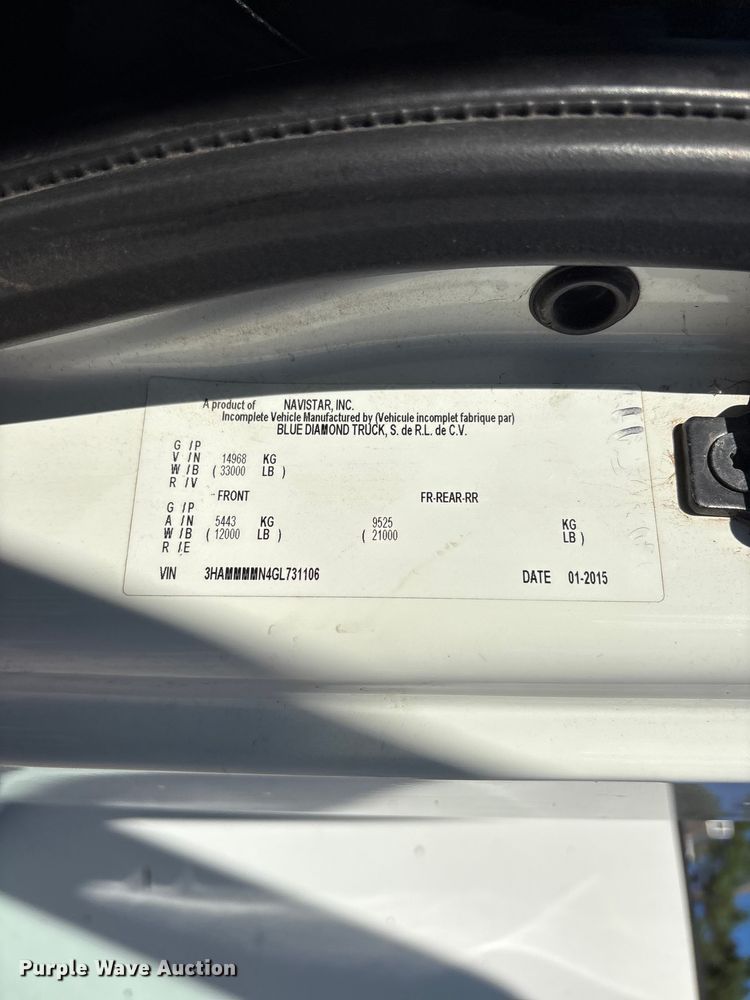 A product of NAVISTAR, INC.
Incomplete Vehicle Manufactured by (Vehicule incomplet fabrique par)
BLUE DIAMOND TRUCK, S. de R.L. de C.V.
G /P
V /N 14968 KG
W /B ( 33000 LB )
R /V
FRONT FR-REAR-RR
G /P
A /N 5443 KG 9525 KG
W /B ( 12000 LB ) ( 21000 LB )
R /E
VIN 3HAMMMMN4GL731106 DATE 01-2015
Purple Wave Auction